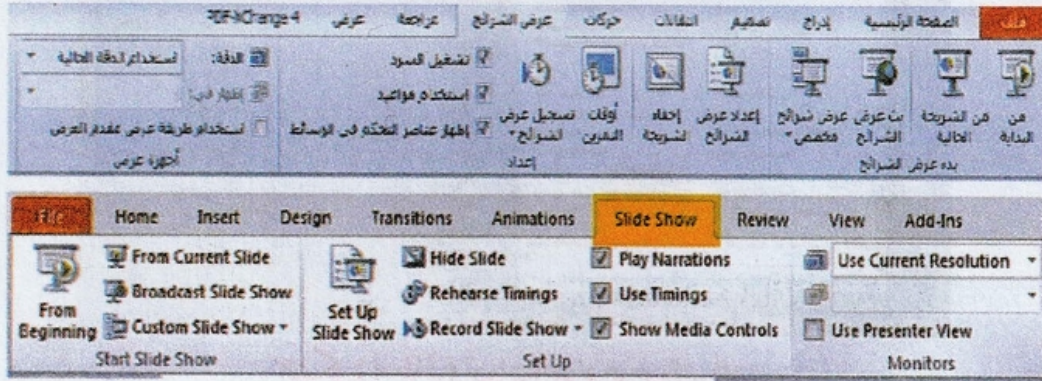 ملف الصفحة الرئيسية إدراج تصميم انتقالات حركات عرض الشرائح مراجعة عرض PDF-XChange 4
من البداية
من الشريحة الحالية
بث عرض الشرائح
عرض شرائح مخصص
إعداد عرض الشرائح
إخفاء الشريحة
أوقات التمرين
تسجيل عرض الشرائح
تشغيل السرد
استخدام مواعيد
إظهار عناصر التحكم في الوسائط
الدقة: استخدام الدقة الحالية
إظهار في:
استخدام طريقة عرض مقدم العرض
بدء عرض الشرائح
إعداد
أجهزة عرض
File Home Insert Design Transitions Animations Slide Show Review View Add-Ins
From Beginning
From Current Slide
Broadcast Slide Show
Custom Slide Show
Start Slide Show
Set Up Slide Show
Hide Slide
Rehearse Timings
Record Slide Show
Play Narrations
Use Timings
Show Media Controls
Set Up
Use Current Resolution
Use Presenter View
Monitors